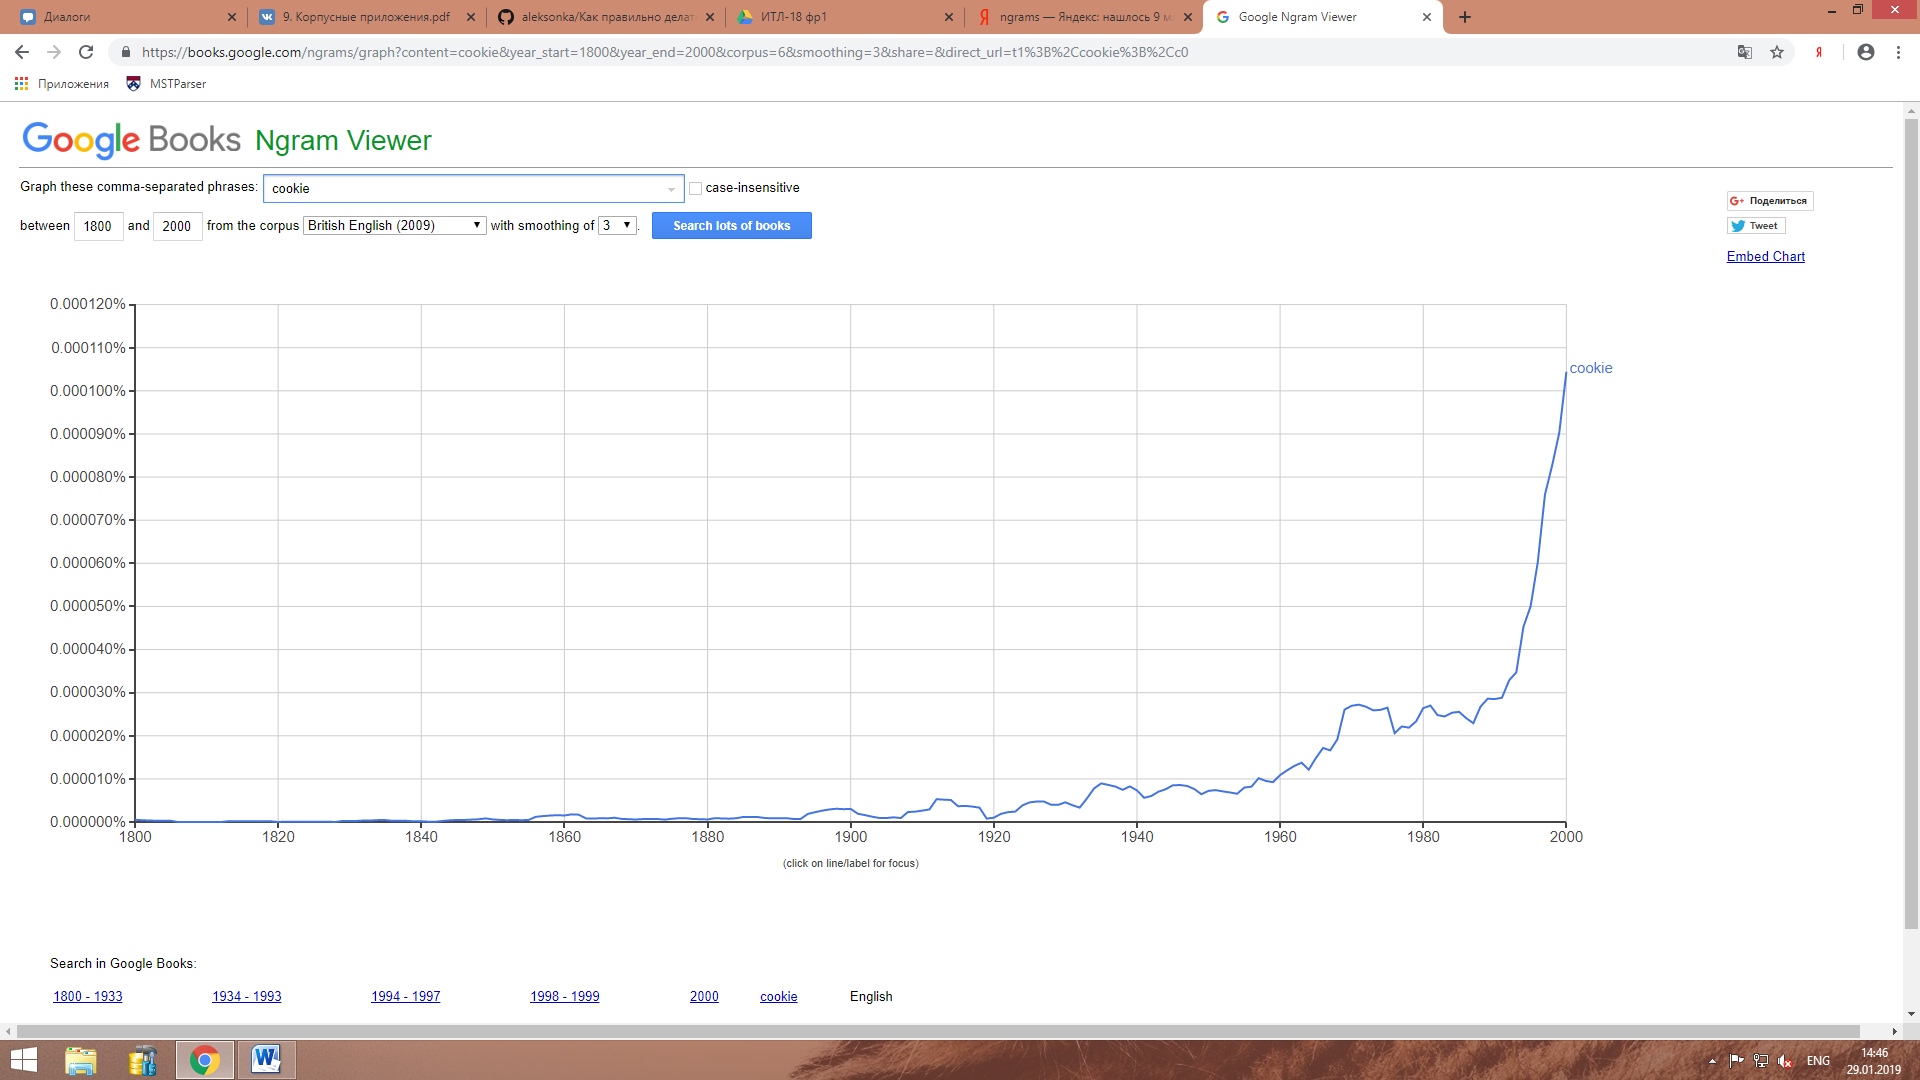 Диалоги
9. Корпусные приложения.pdf
aleksonka/Как правильно делат
ИТЛ-18 фр1
ngrams — Яндекс: нашлось 9 м
Google Ngram Viewer
https://books.google.com/ngrams/graph?content=cookie&year_start=1800&year_end=2000&corpus=6&smoothing=3&share=&direct_url=t1%3B%2Ccookie%3B%2Cc0
Приложения MSTParser
Google Books Ngram Viewer
Graph these comma-separated phrases: cookie case-insensitive
between 1800 and 2000 from the corpus British English (2009) with smoothing of 3 . Search lots of books
G+ Поделиться
Tweet
Embed Chart
0.000120%
0.000110%
0.000100%
0.000090%
0.000080%
0.000070%
0.000060%
0.000050%
0.000040%
0.000030%
0.000020%
0.000010%
0.000000%
cookie
1800 1820 1840 1860 1880 1900 1920 1940 1960 1980 2000
(click on line/label for focus)
Search in Google Books:
1800 - 1933 1934 - 1993 1994 - 1997 1998 - 1999 2000 cookie English
ENG
14:46
29.01.2019